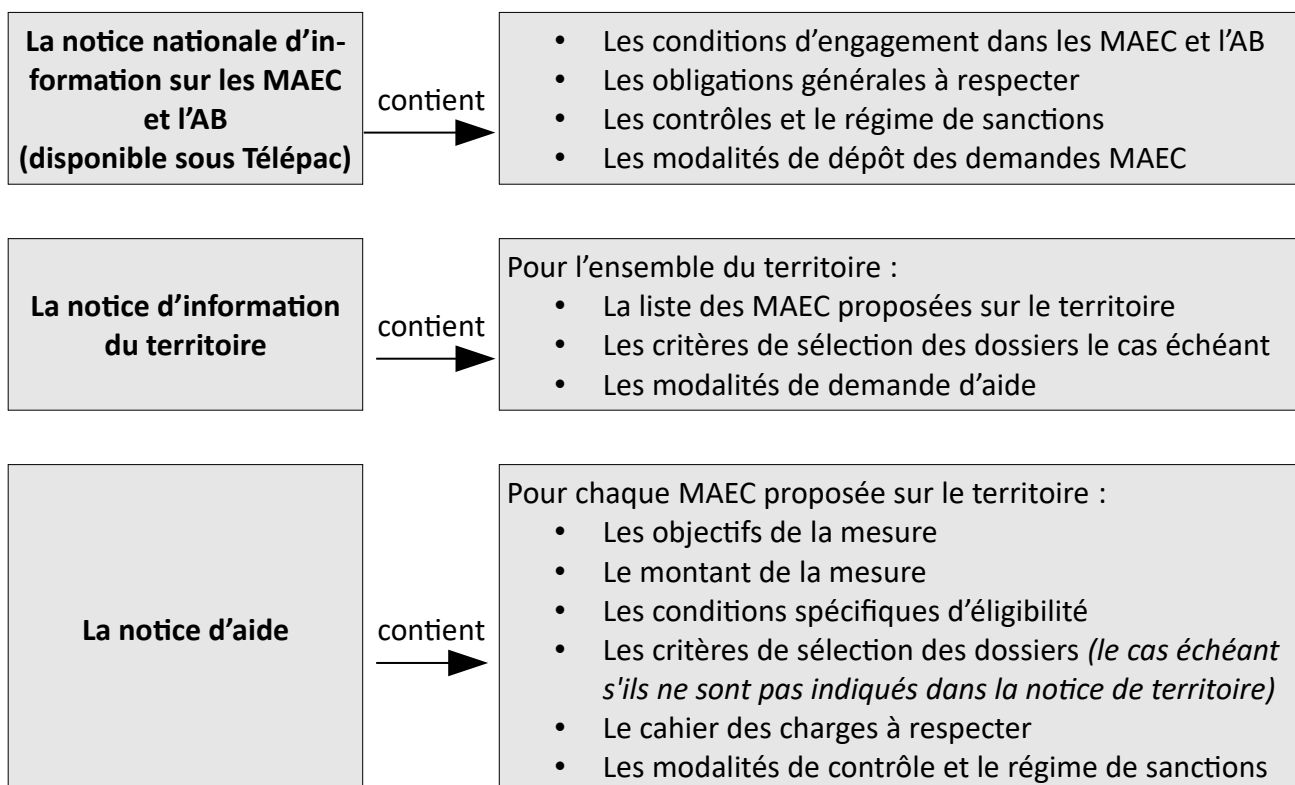 La notice nationale d’in-
formation sur les MAEC
et l’AB
(disponible sous Télépac)
contient
• Les conditions d’engagement dans les MAEC et l’AB
• Les obligations générales à respecter
• Les contrôles et le régime de sanctions
• Les modalités de dépôt des demandes MAEC
La notice d’information
du territoire
contient
Pour l’ensemble du territoire :
• La liste des MAEC proposées sur le territoire
• Les critères de sélection des dossiers le cas échéant
• Les modalités de demande d’aide
La notice d’aide
contient
Pour chaque MAEC proposée sur le territoire :
• Les objectifs de la mesure
• Le montant de la mesure
• Les conditions spécifiques d’éligibilité
• Les critères de sélection des dossiers (le cas échéant
s'ils ne sont pas indiqués dans la notice de territoire)
• Le cahier des charges à respecter
• Les modalités de contrôle et le régime de sanctions